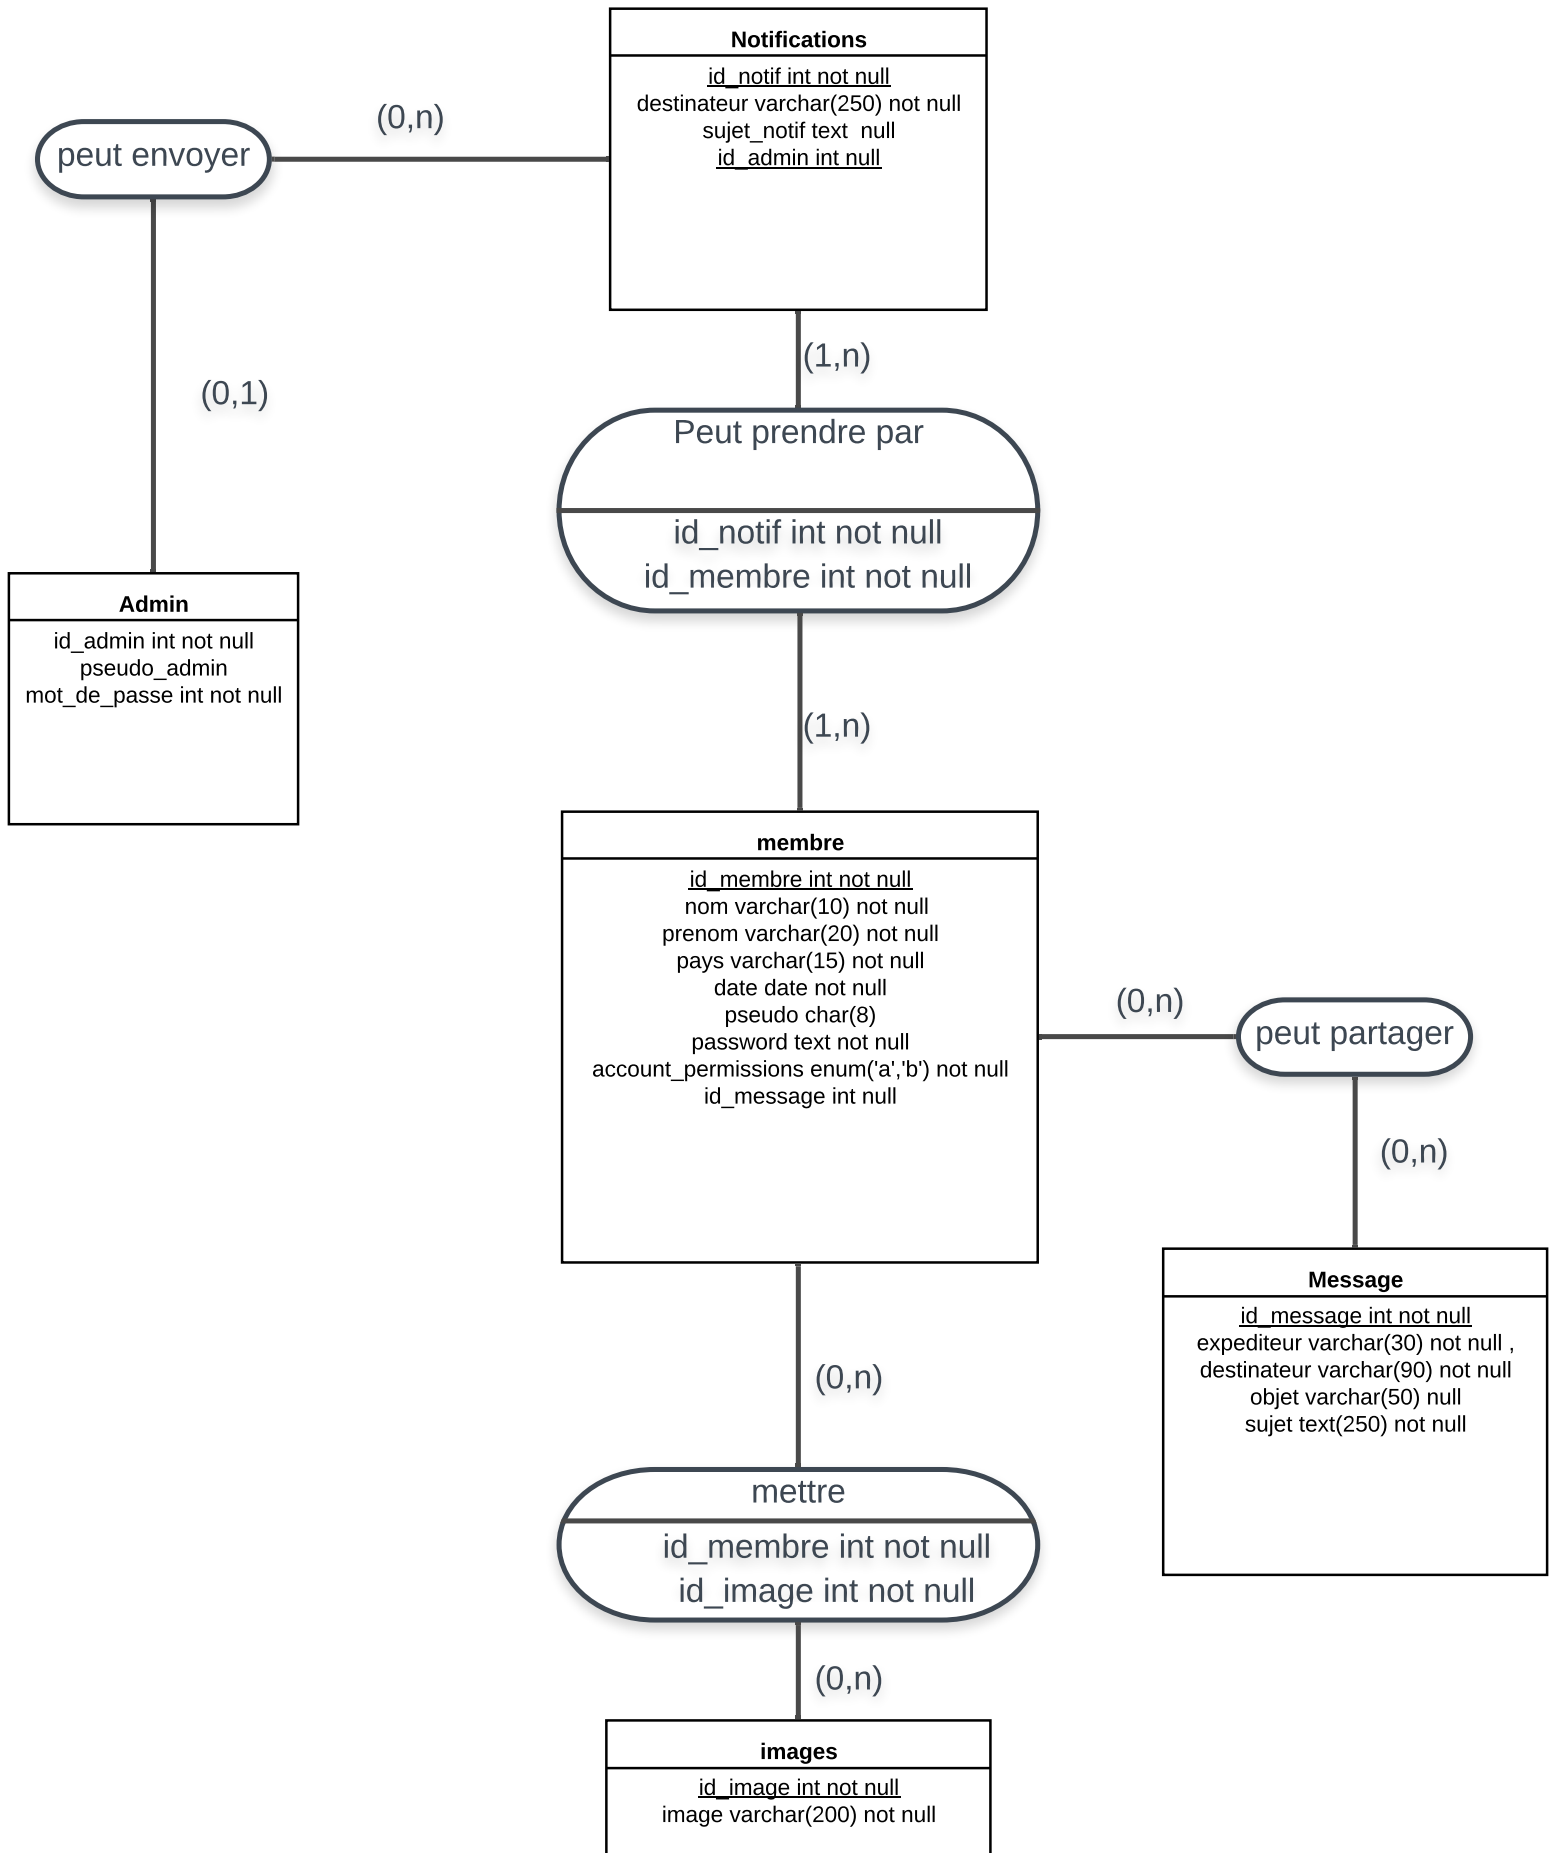 Notifications
id_notif int not null
destinateur varchar(250) not null
sujet_notif text  null
id_admin int null
(0,n)
peut envoyer
(1,n)
(0,1)
Peut prendre par
id_notif int not null
id_membre int not null
Admin
id_admin int not null
pseudo_admin
mot_de_passe int not null
(1,n)
membre
id_membre int not null
nom varchar(10) not null
prenom varchar(20) not null
pays varchar(15) not null
date date not null
pseudo char(8)
password text not null
account_permissions enum('a','b') not null
id_message int null
(0,n)
peut partager
(0,n)
Message
id_message int not null
expediteur varchar(30) not null ,
destinateur varchar(90) not null
objet varchar(50) null
sujet text(250) not null
(0,n)
mettre
id_membre int not null
id_image int not null
(0,n)
images
id_image int not null
image varchar(200) not null